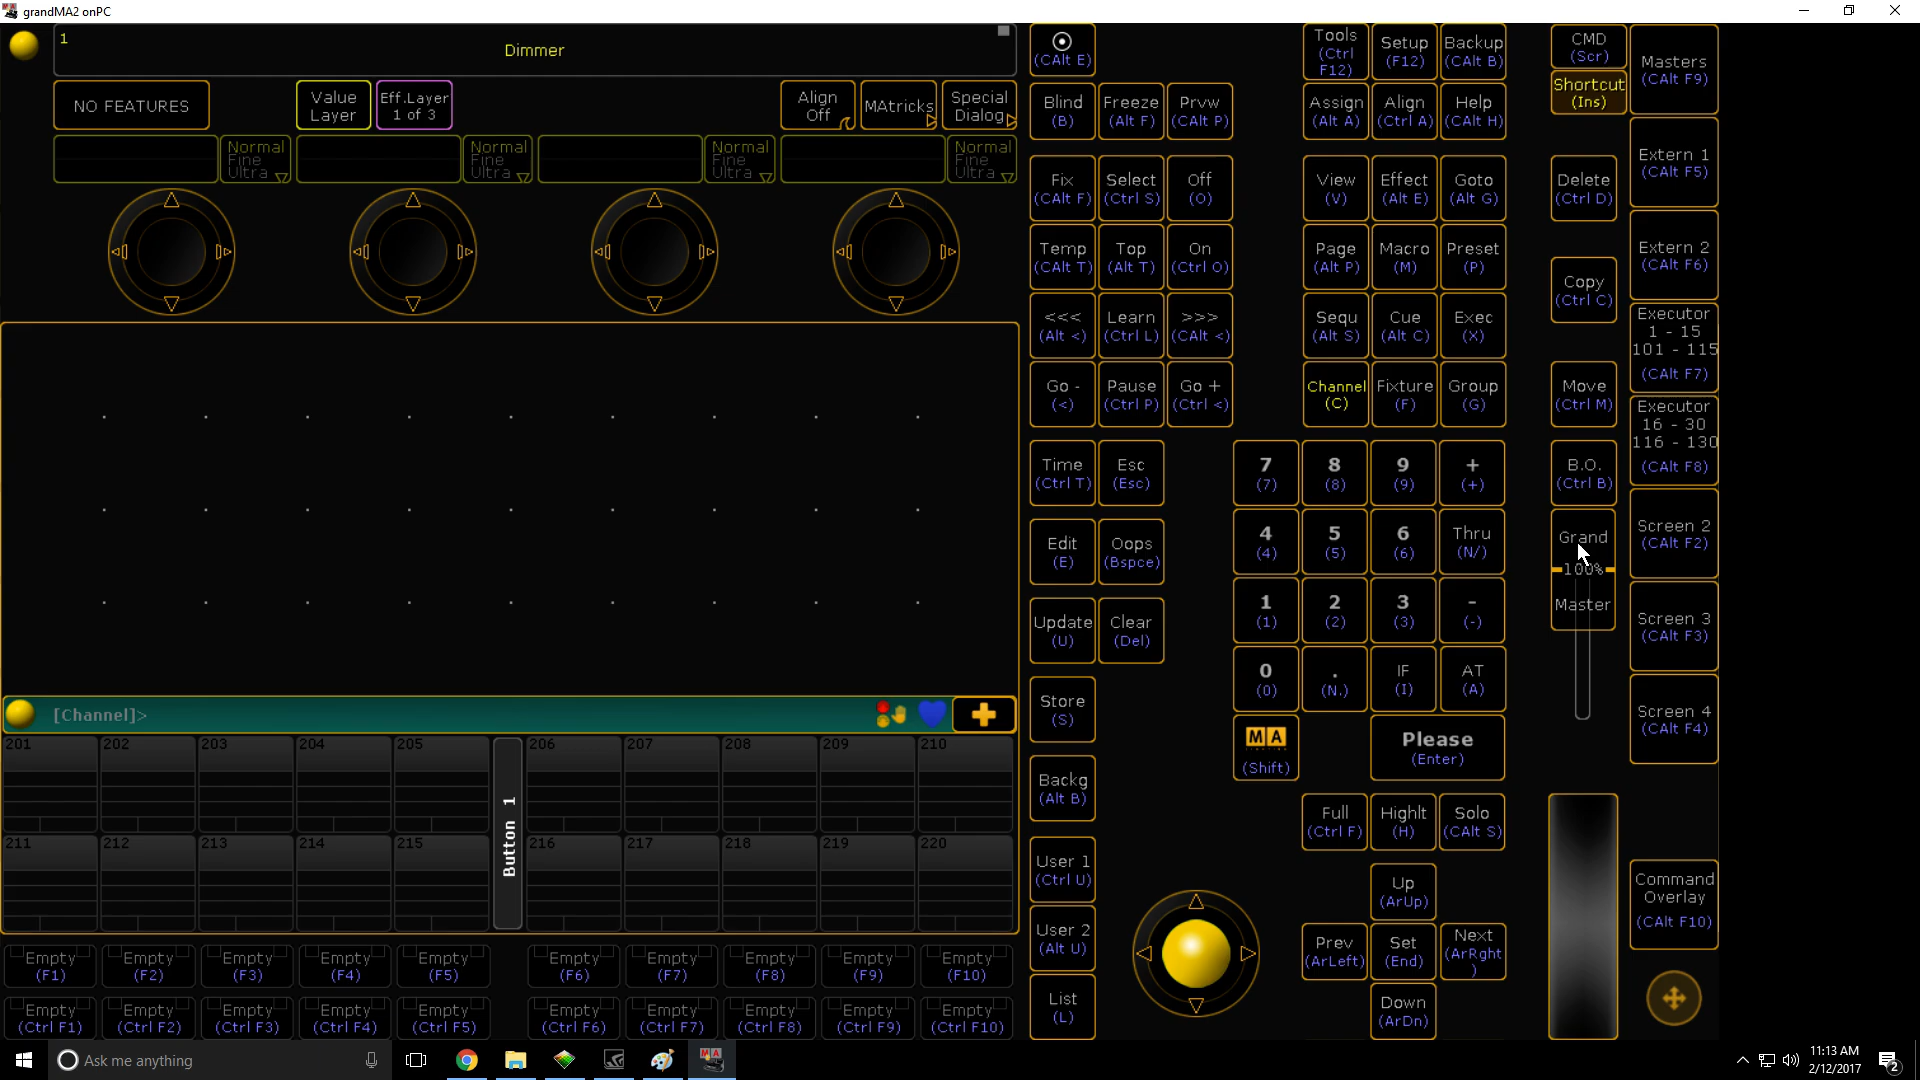 grandMA2 onPC
1
Dimmer
NO FEATURES
Value
Layer
Eff.Layer
1 of 3
Align
Off
MAtricks
Special
Dialog
Normal
Fine
Ultra
Normal
Fine
Ultra
Normal
Fine
Ultra
Normal
Fine
Ultra
[Channel]>
201 202 203 204 205 206 207 208 209 210
Button 1
211 212 213 214 215 216 217 218 219 220
Empty
(F1)
Empty
(F2)
Empty
(F3)
Empty
(F4)
Empty
(F5)
Empty
(F6)
Empty
(F7)
Empty
(F8)
Empty
(F9)
Empty
(F10)
Empty
(Ctrl F1)
Empty
(Ctrl F2)
Empty
(Ctrl F3)
Empty
(Ctrl F4)
Empty
(Ctrl F5)
Empty
(Ctrl F6)
Empty
(Ctrl F7)
Empty
(Ctrl F8)
Empty
(Ctrl F9)
Empty
(Ctrl F10)
(CAlt E)
Blind
(B)
Freeze
(Alt F)
Prvw
(CAlt P)
Fix
(CAlt F)
Select
(Ctrl S)
Off
(O)
Temp
(CAlt T)
Top
(Alt T)
On
(Ctrl O)
<<<
(Alt <)
Learn
(Ctrl L)
>>>
(CAlt <)
Go -
(<)
Pause
(Ctrl P)
Go +
(Ctrl <)
Time
(Ctrl T)
Esc
(Esc)
Edit
(E)
Oops
(Bspce)
Update
(U)
Clear
(Del)
Store
(S)
Backg
(Alt B)
User 1
(Ctrl U)
User 2
(Alt U)
List
(L)
Tools
(Ctrl
F12)
Setup
(F12)
Backup
(CAlt B)
Assign
(Alt A)
Align
(Ctrl A)
Help
(CAlt H)
View
(V)
Effect
(Alt E)
Goto
(Alt G)
Page
(Alt P)
Macro
(M)
Preset
(P)
Sequ
(Alt S)
Cue
(Alt C)
Exec
(X)
Channel
(C)
Fixture
(F)
Group
(G)
7
(7)
8
(8)
9
(9)
+
(+)
4
(4)
5
(5)
6
(6)
Thru
(N/)
1
(1)
2
(2)
3
(3)
-
(-)
0
(0)
.
(N.)
IF
(I)
AT
(A)
MA
(Shift)
Please
(Enter)
Full
(Ctrl F)
Highlt
(H)
Solo
(CAlt S)
Up
(ArUp)
Prev
(ArLeft)
Set
(End)
Next
(ArRght
)
Down
(ArDn)
CMD
(Scr)
Shortcut
(Ins)
Delete
(Ctrl D)
Copy
(Ctrl C)
Move
(Ctrl M)
B.O.
(Ctrl B)
Grand
100%
Master
Masters
(CAlt F9)
Extern 1
(CAlt F5)
Extern 2
(CAlt F6)
Executor
1 - 15
101 - 115
(CAlt F7)
Executor
16 - 30
116 - 130
(CAlt F8)
Screen 2
(CAlt F2)
Screen 3
(CAlt F3)
Screen 4
(CAlt F4)
Command
Overlay
(CAlt F10)
Ask me anything
11:13 AM
2/12/2017
2